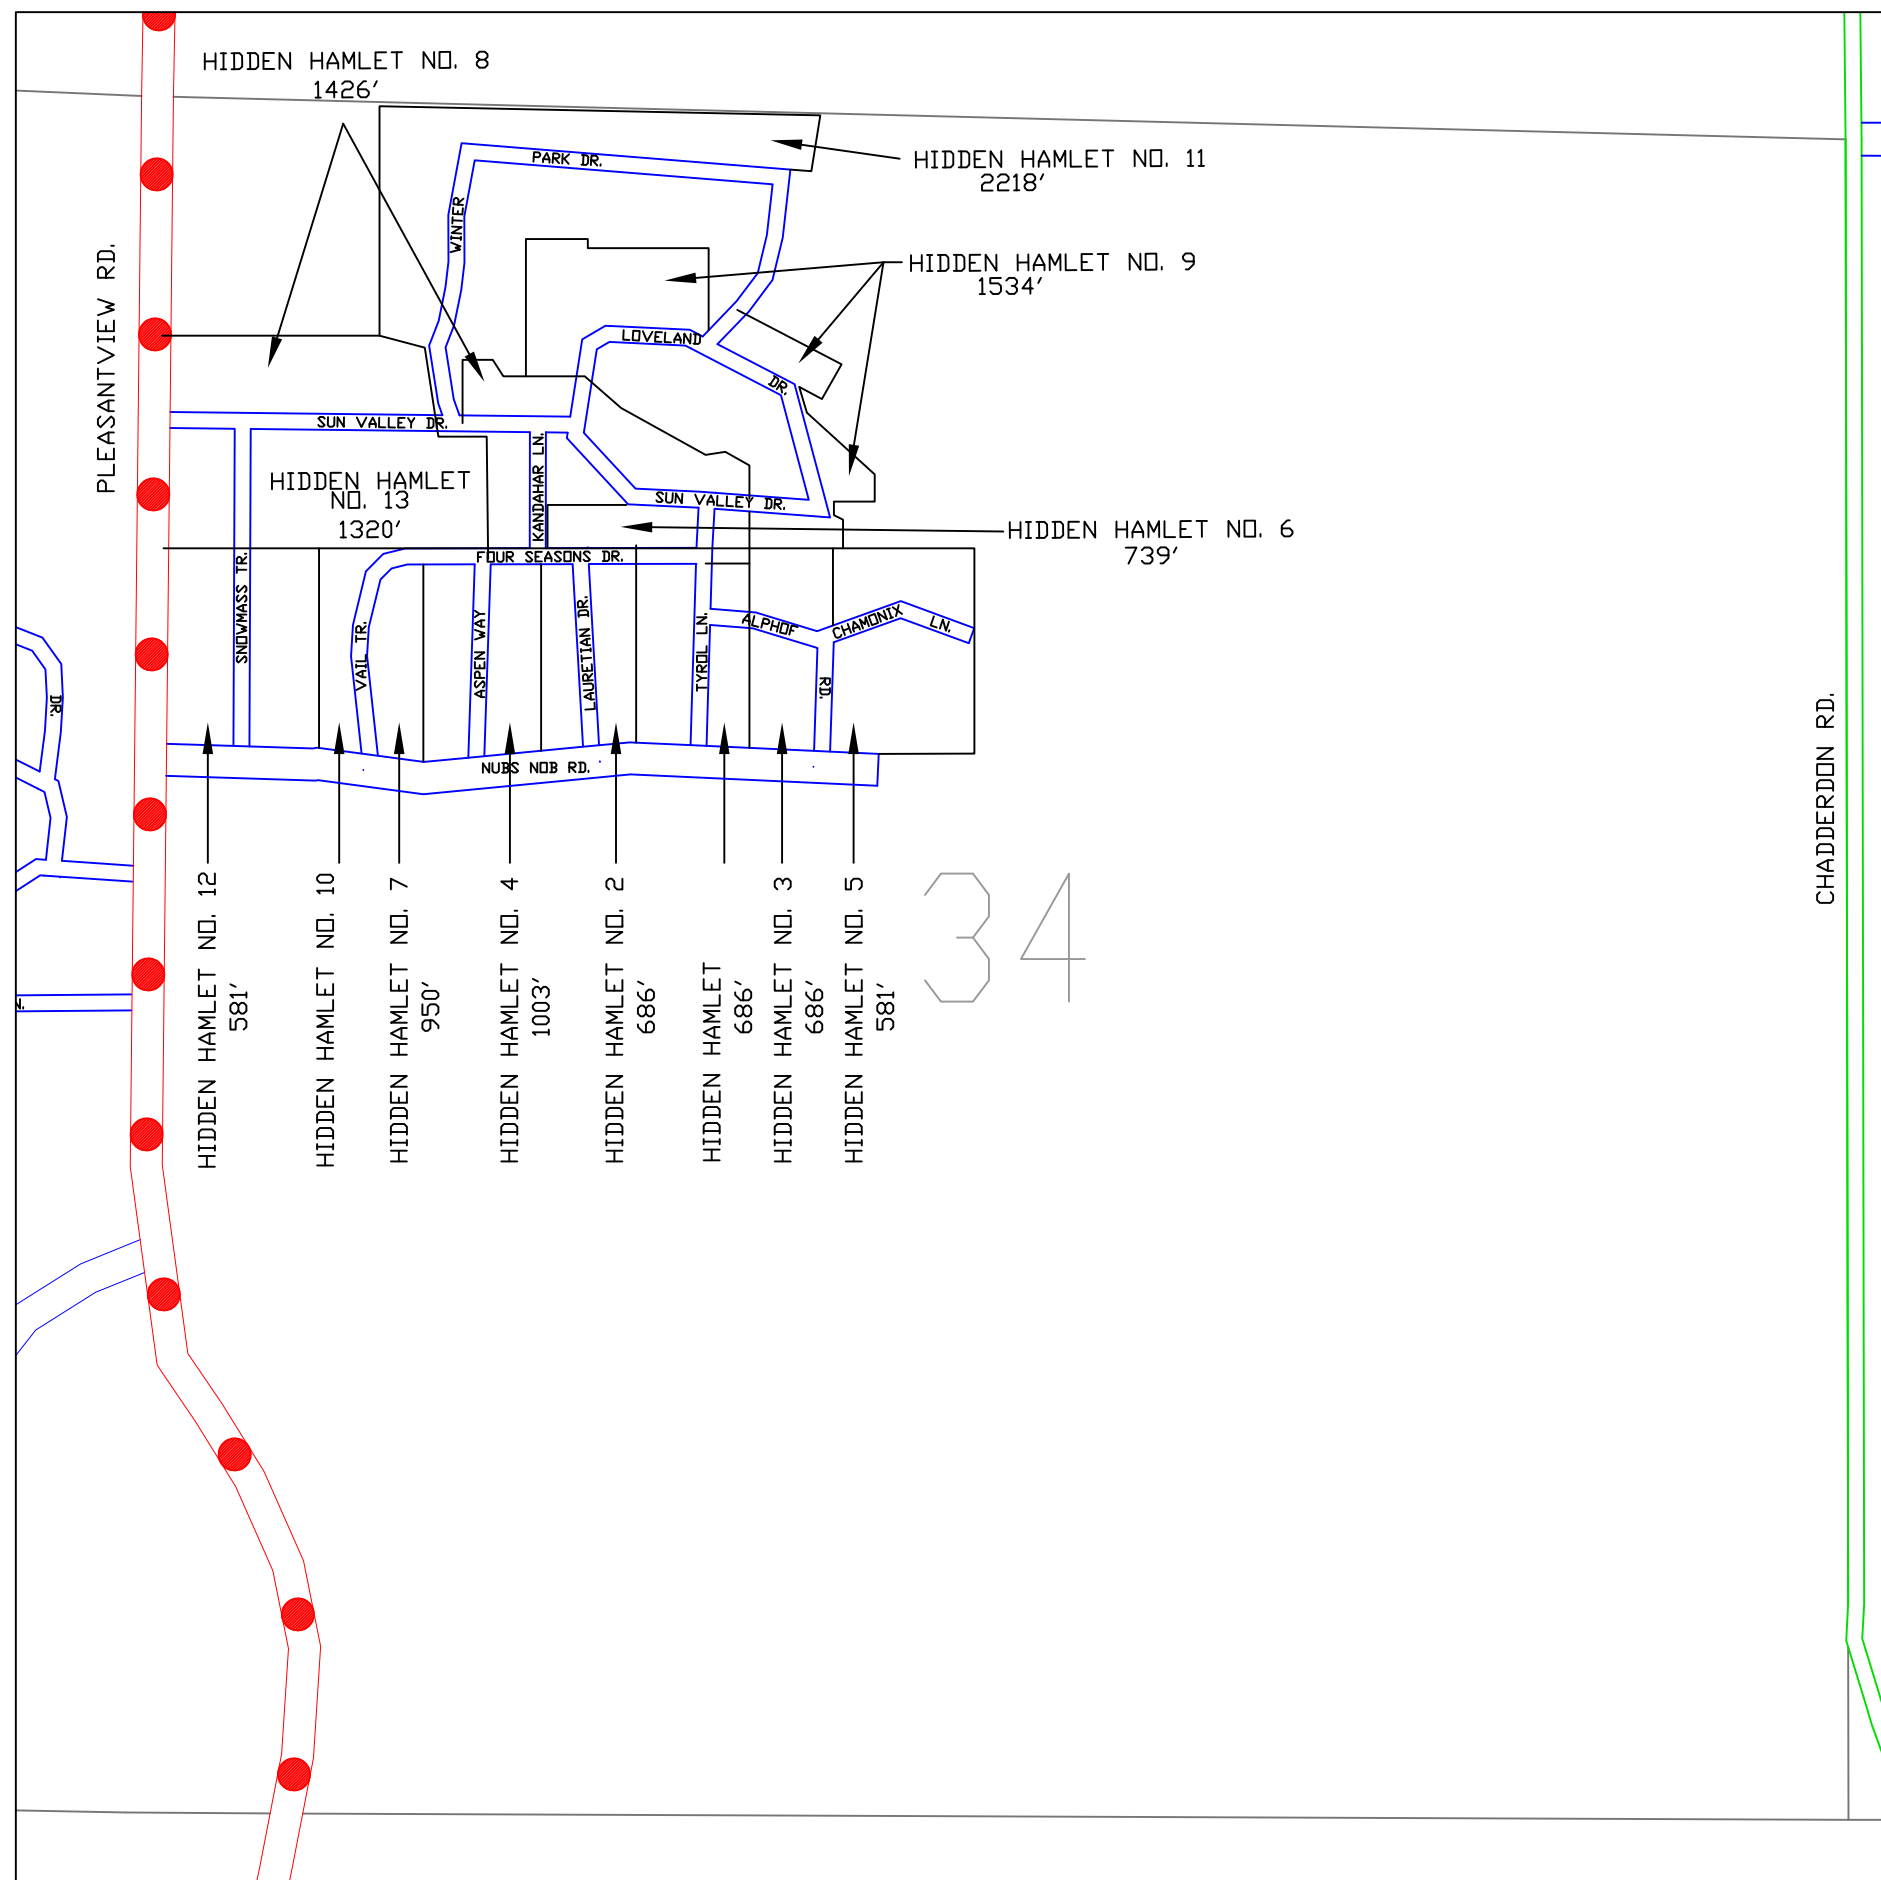 HIDDEN HAMLET NO. 8
1426'
PARK DR.
HIDDEN HAMLET NO. 11
2218'
WINTER
PLEASANTVIEW RD.
HIDDEN HAMLET NO. 9
1534'
LOVELAND
DR.
SUN VALLEY DR.
KANDAHAR LN.
HIDDEN HAMLET
NO. 13
1320'
SUN VALLEY DR.
HIDDEN HAMLET NO. 6
739'
FOUR SEASONS DR.
SNOWMASS TR.
VAIL TR.
ASPEN WAY
LAURETIAN DR.
TYROL LN.
ALPHOF
CHAMONIX
LN.
RD.
DR.
NUBS NOB RD.
CHADDERDON RD.
HIDDEN HAMLET NO. 12
581'
HIDDEN HAMLET NO. 10
HIDDEN HAMLET NO. 7
950'
HIDDEN HAMLET NO. 4
1003'
HIDDEN HAMLET NO. 2
686'
HIDDEN HAMLET
686'
HIDDEN HAMLET NO. 3
686'
HIDDEN HAMLET NO. 5
581'
34